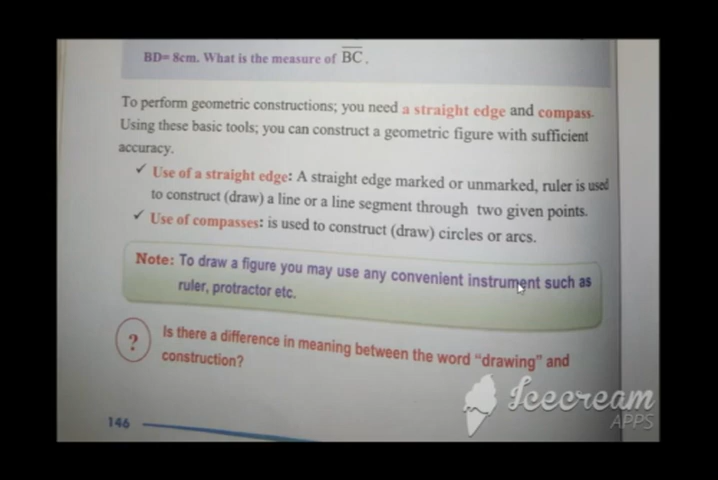 BD= 8cm. What is the measure of BC .
To perform geometric constructions; you need a straight edge and compass.
Using these basic tools; you can construct a geometric figure with sufficient
accuracy.
✓ Use of a straight edge: A straight edge marked or unmarked, ruler is used
to construct (draw) a line or a line segment through two given points.
✓ Use of compasses: is used to construct (draw) circles or arcs.
Note: To draw a figure you may use any convenient instrument such as
ruler, protractor etc.
? Is there a difference in meaning between the word “drawing” and
construction?
Icecream
APPS
146